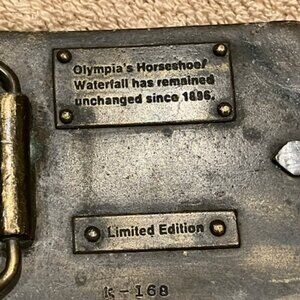 Olympia's Horseshoe
Waterfall has remained
unchanged since 1896.
Limited Edition
K-168